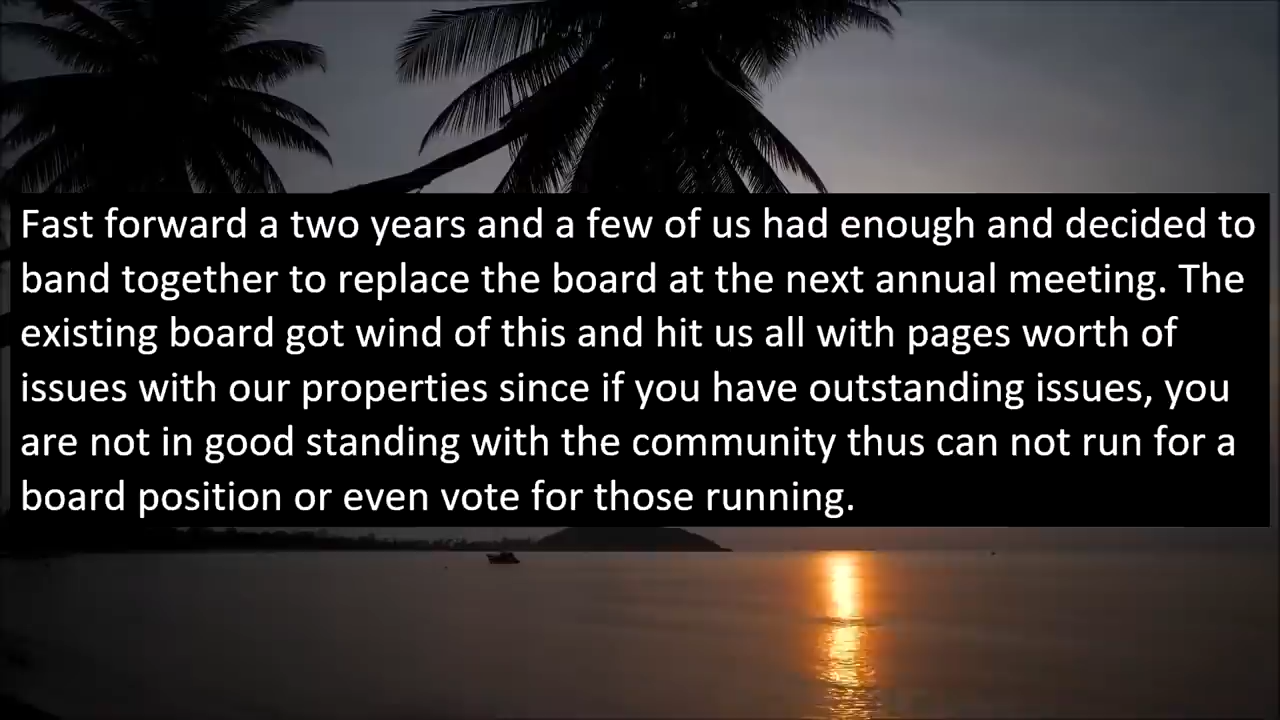 Fast forward a two years and a few of us had enough and decided to
band together to replace the board at the next annual meeting. The
existing board got wind of this and hit us all with pages worth of
issues with our properties since if you have outstanding issues, you
are not in good standing with the community thus can not run for a
board position or even vote for those running.